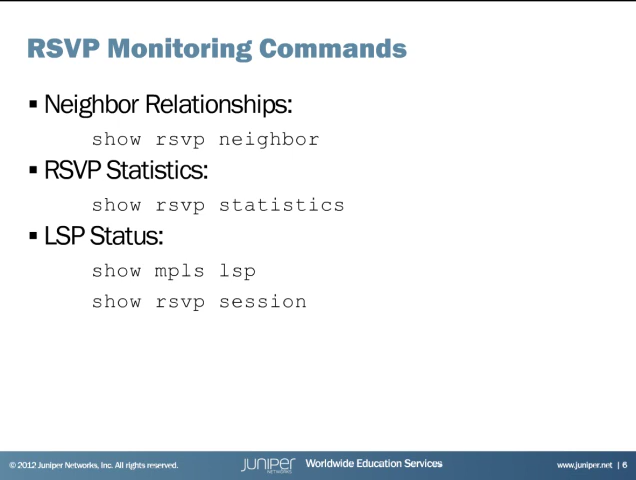 RSVP Monitoring Commands
▪ Neighbor Relationships:
show rsvp neighbor
▪ RSVP Statistics:
show rsvp statistics
▪ LSP Status:
show mpls lsp
show rsvp session
© 2012 Juniper Networks, Inc. All rights reserved. JUNIPER NETWORKS Worldwide Education Services www.juniper.net | 6